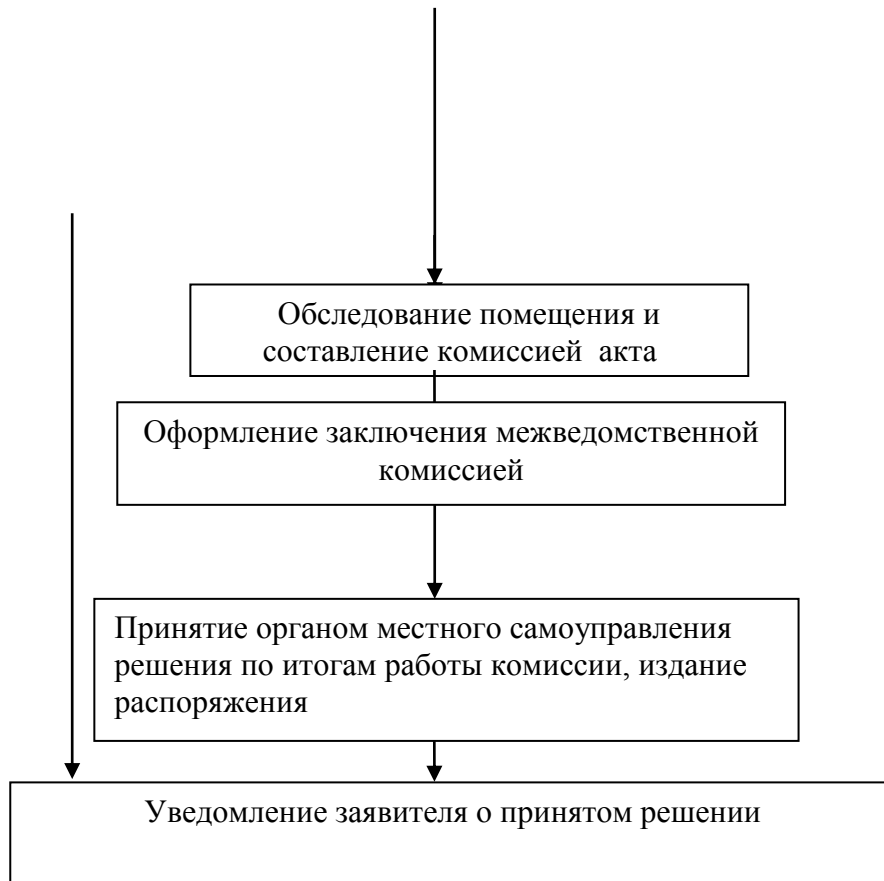 Обследование помещения и
составление комиссией акта
Оформление заключения межведомственной
комиссией
Принятие органом местного самоуправления
решения по итогам работы комиссии, издание
распоряжения
Уведомление заявителя о принятом решении